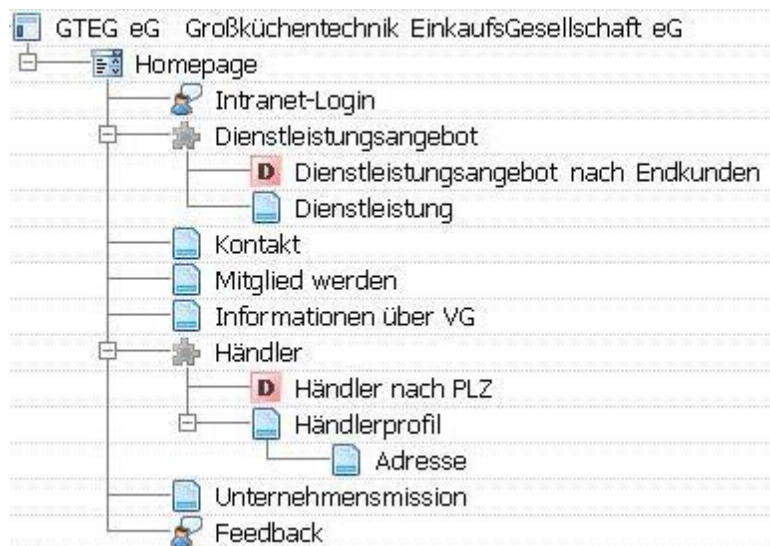 GTEG eG Großküchentechnik EinkaufsGesellschaft eG
Homepage
Intranet-Login
Dienstleistungsangebot
D Dienstleistungsangebot nach Endkunden
Dienstleistung
Kontakt
Mitglied werden
Informationen über VG
Händler
D Händler nach PLZ
Händlerprofil
Adresse
Unternehmensmission
Feedback